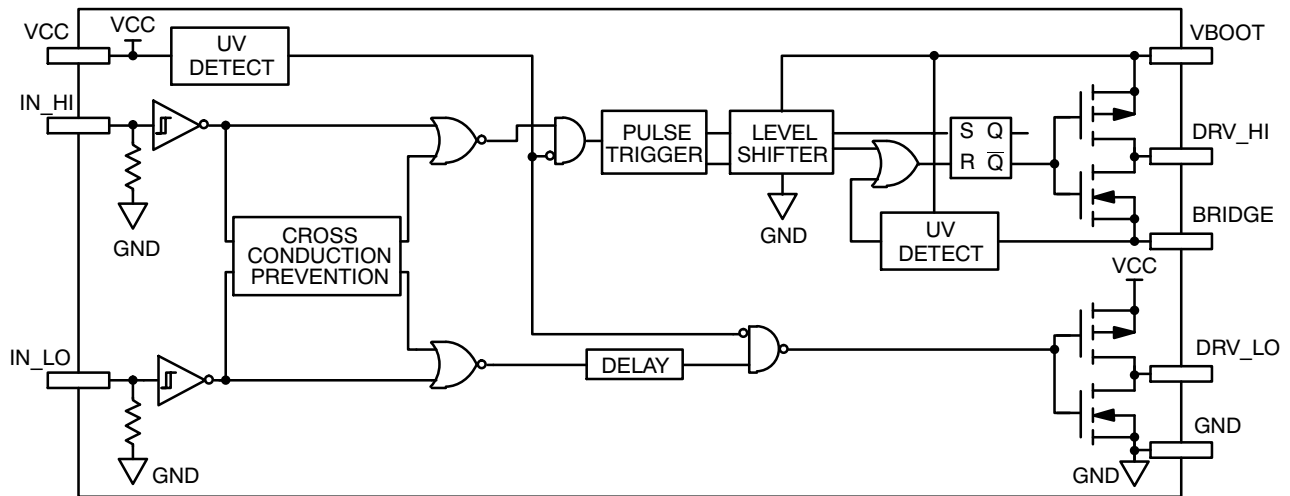 VCC
VCC
UV
DETECT
VBOOT
IN_HI
PULSE
TRIGGER
LEVEL
SHIFTER
S Q
R Q̅
DRV_HI
GND
CROSS
CONDUCTION
PREVENTION
GND
UV
DETECT
BRIDGE
VCC
IN_LO
DELAY
DRV_LO
GND
GND
GND